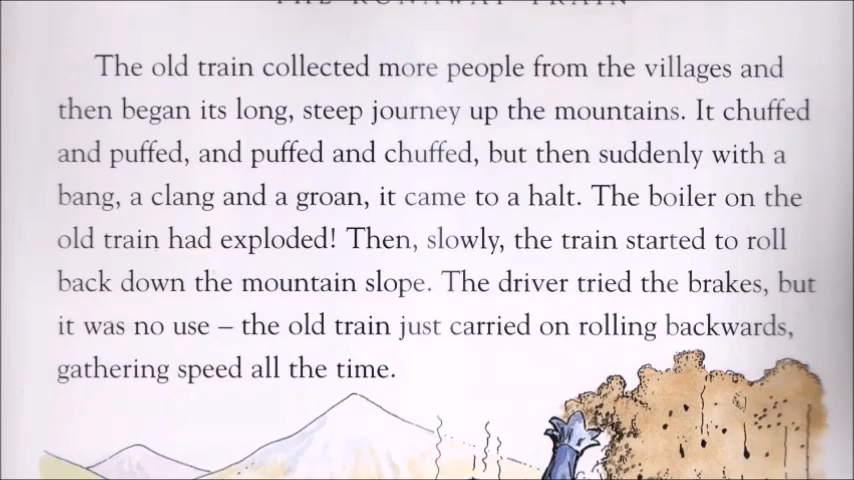 THE RUNAWAY TRAIN
The old train collected more people from the villages and
then began its long, steep journey up the mountains. It chuffed
and puffed, and puffed and chuffed, but then suddenly with a
bang, a clang and a groan, it came to a halt. The boiler on the
old train had exploded! Then, slowly, the train started to roll
back down the mountain slope. The driver tried the brakes, but
it was no use – the old train just carried on rolling backwards,
gathering speed all the time.